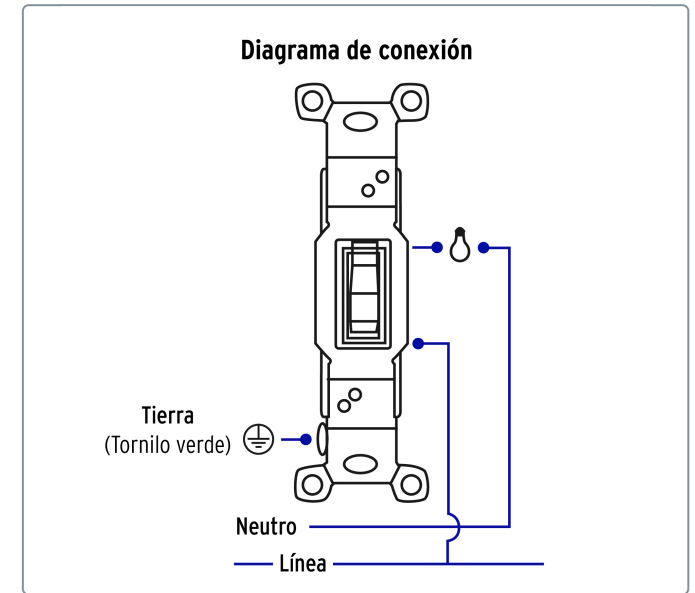 Diagrama de conexión
Tierra
(Tornilo verde)
Neutro
Línea